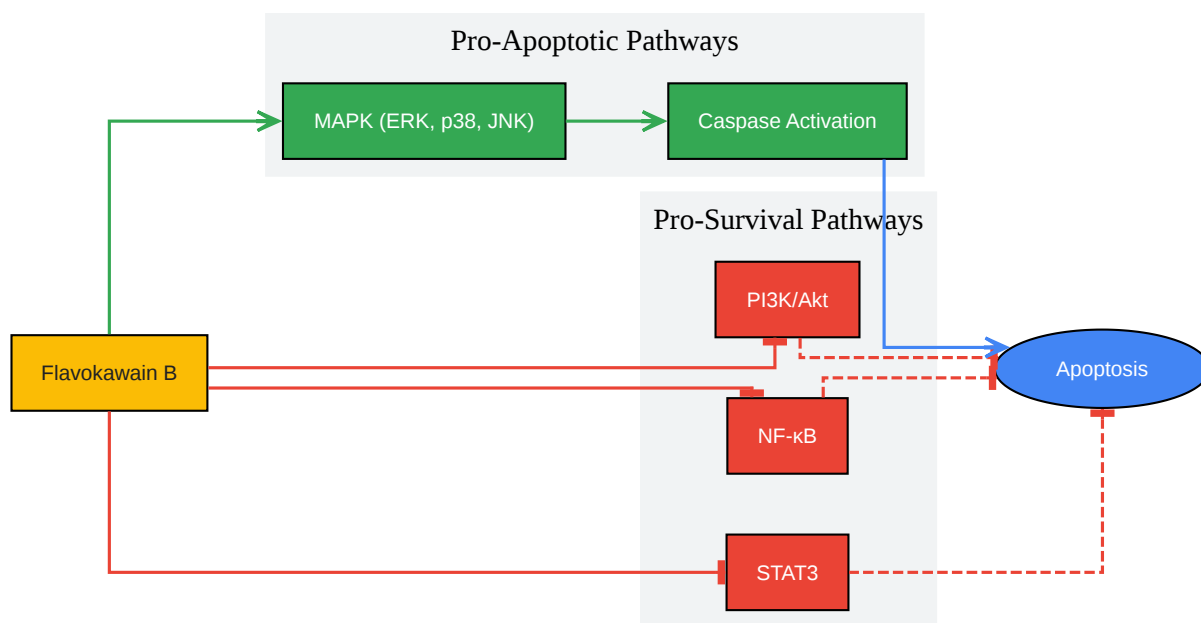 Pro-Apoptotic Pathways
MAPK (ERK, p38, JNK)
Caspase Activation
Pro-Survival Pathways
PI3K/Akt
Flavokawain B
Apoptosis
NF-κB
STAT3